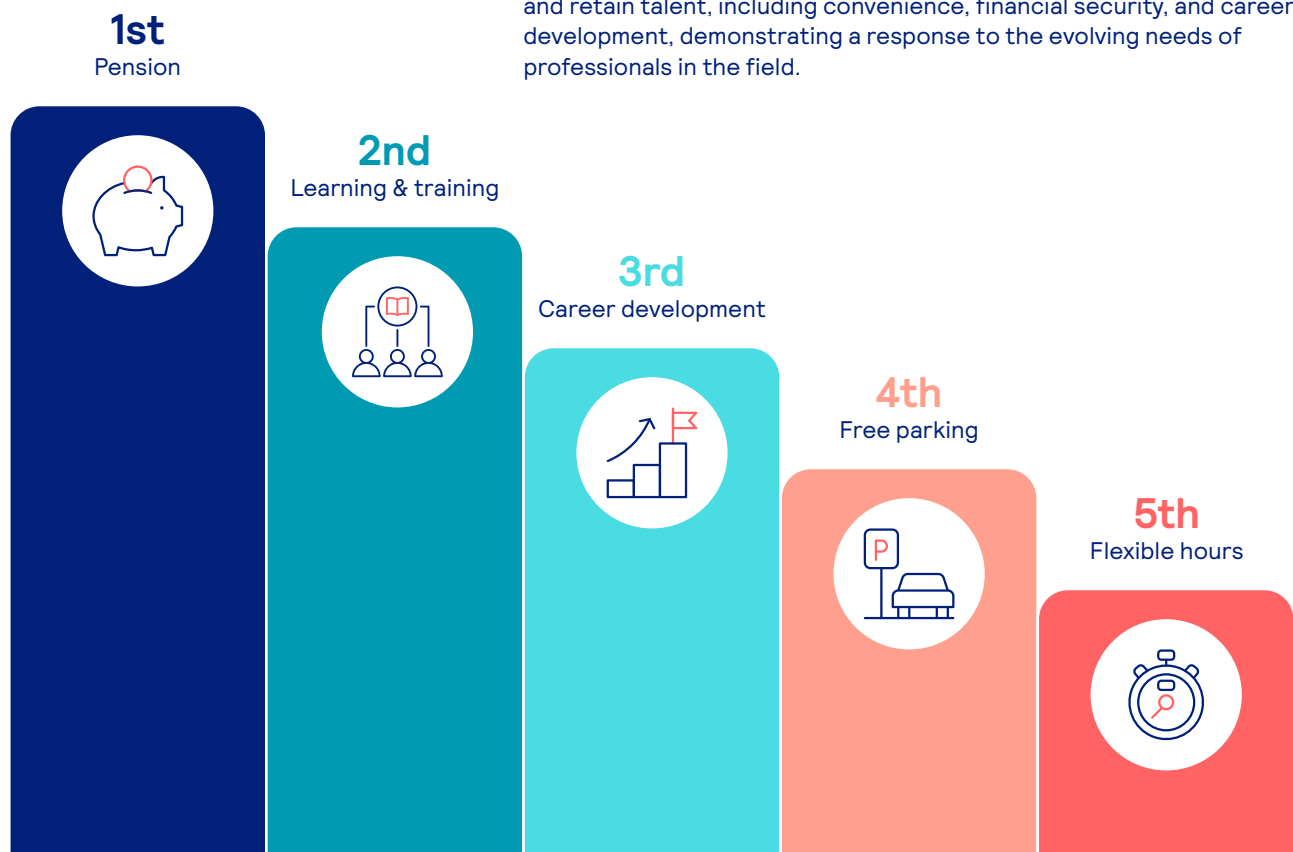 and retain talent, including convenience, financial security, and career
development, demonstrating a response to the evolving needs of
professionals in the field.
1st
Pension
2nd
Learning & training
3rd
Career development
4th
Free parking
P
5th
Flexible hours